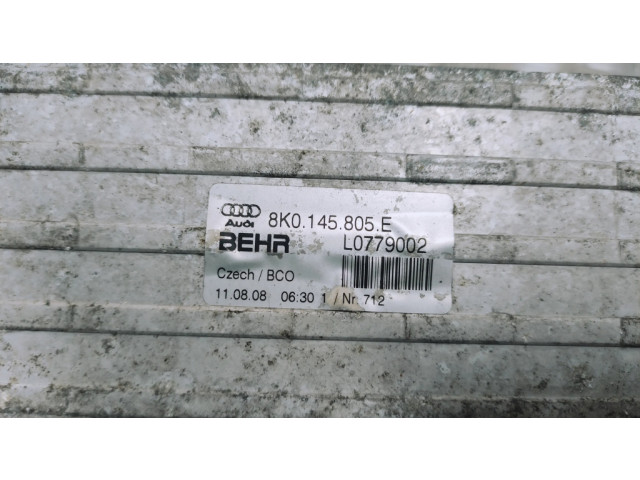 Audi 8K0.145.805.E
BEHR L0779002
Czech / BCO
11.08.08 06:30 1 / Nr. 712